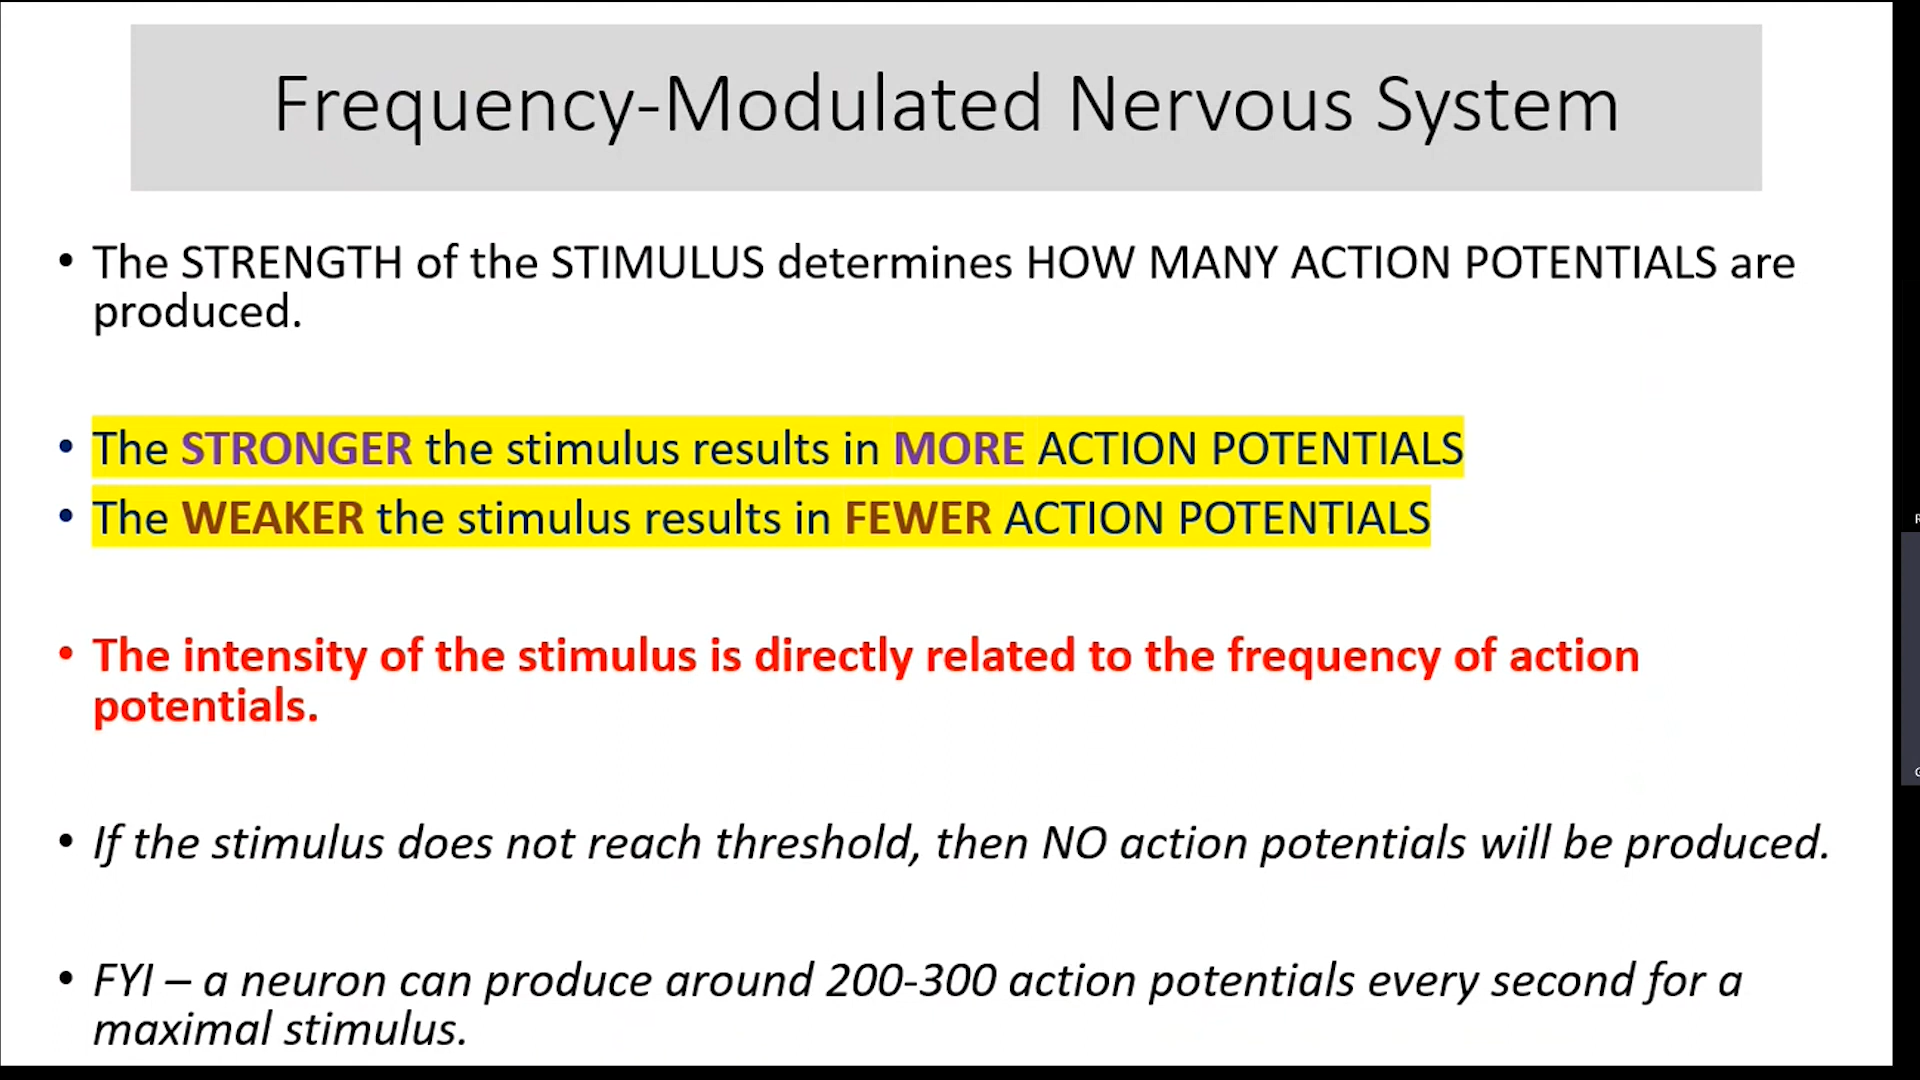 Frequency-Modulated Nervous System
• The STRENGTH of the STIMULUS determines HOW MANY ACTION POTENTIALS are
produced.
• The STRONGER the stimulus results in MORE ACTION POTENTIALS
• The WEAKER the stimulus results in FEWER ACTION POTENTIALS
• The intensity of the stimulus is directly related to the frequency of action
potentials.
• If the stimulus does not reach threshold, then NO action potentials will be produced.
• FYI – a neuron can produce around 200-300 action potentials every second for a
maximal stimulus.